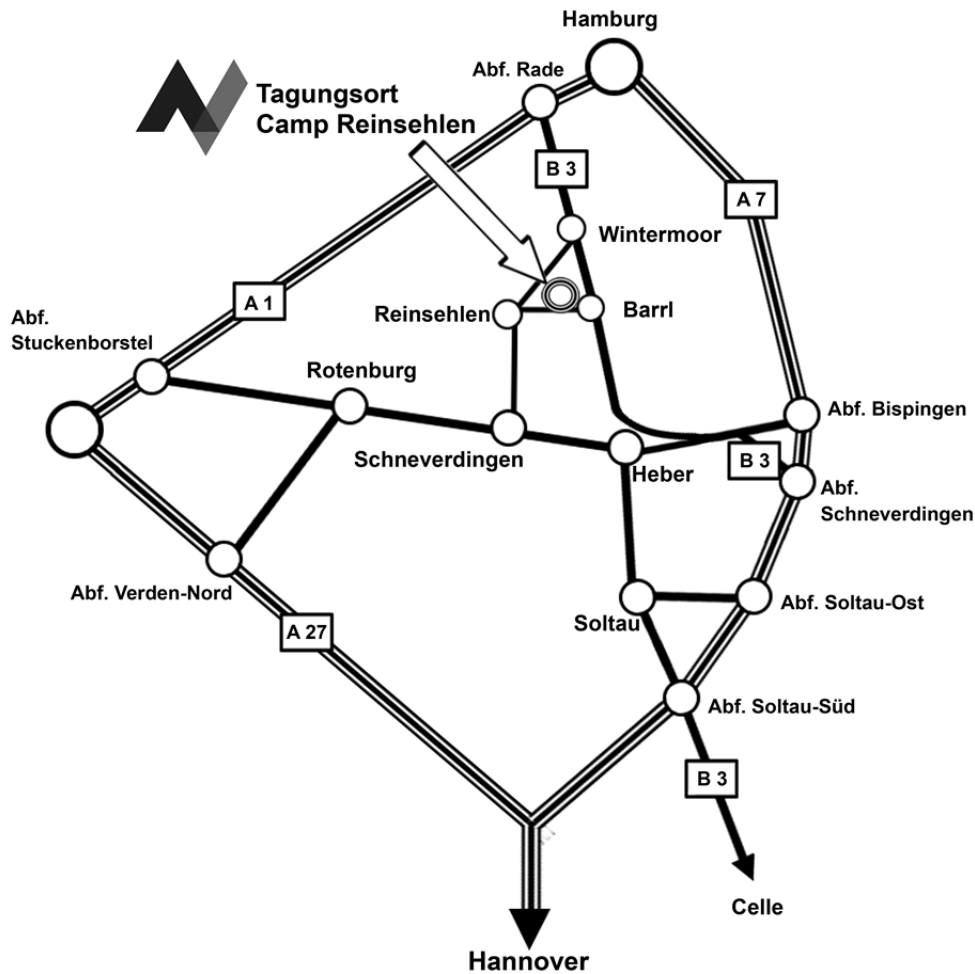 Hamburg
Abf. Rade
Tagungsort
Camp Reinsehlen
B 3
A 7
Wintermoor
A 1
Reinsehlen
Barrl
Abf.
Stuckenborstel
Rotenburg
Abf. Bispingen
Schneverdingen
Heber
B 3
Abf.
Schneverdingen
Abf. Verden-Nord
Abf. Soltau-Ost
Soltau
A 27
Abf. Soltau-Süd
B 3
Celle
Hannover